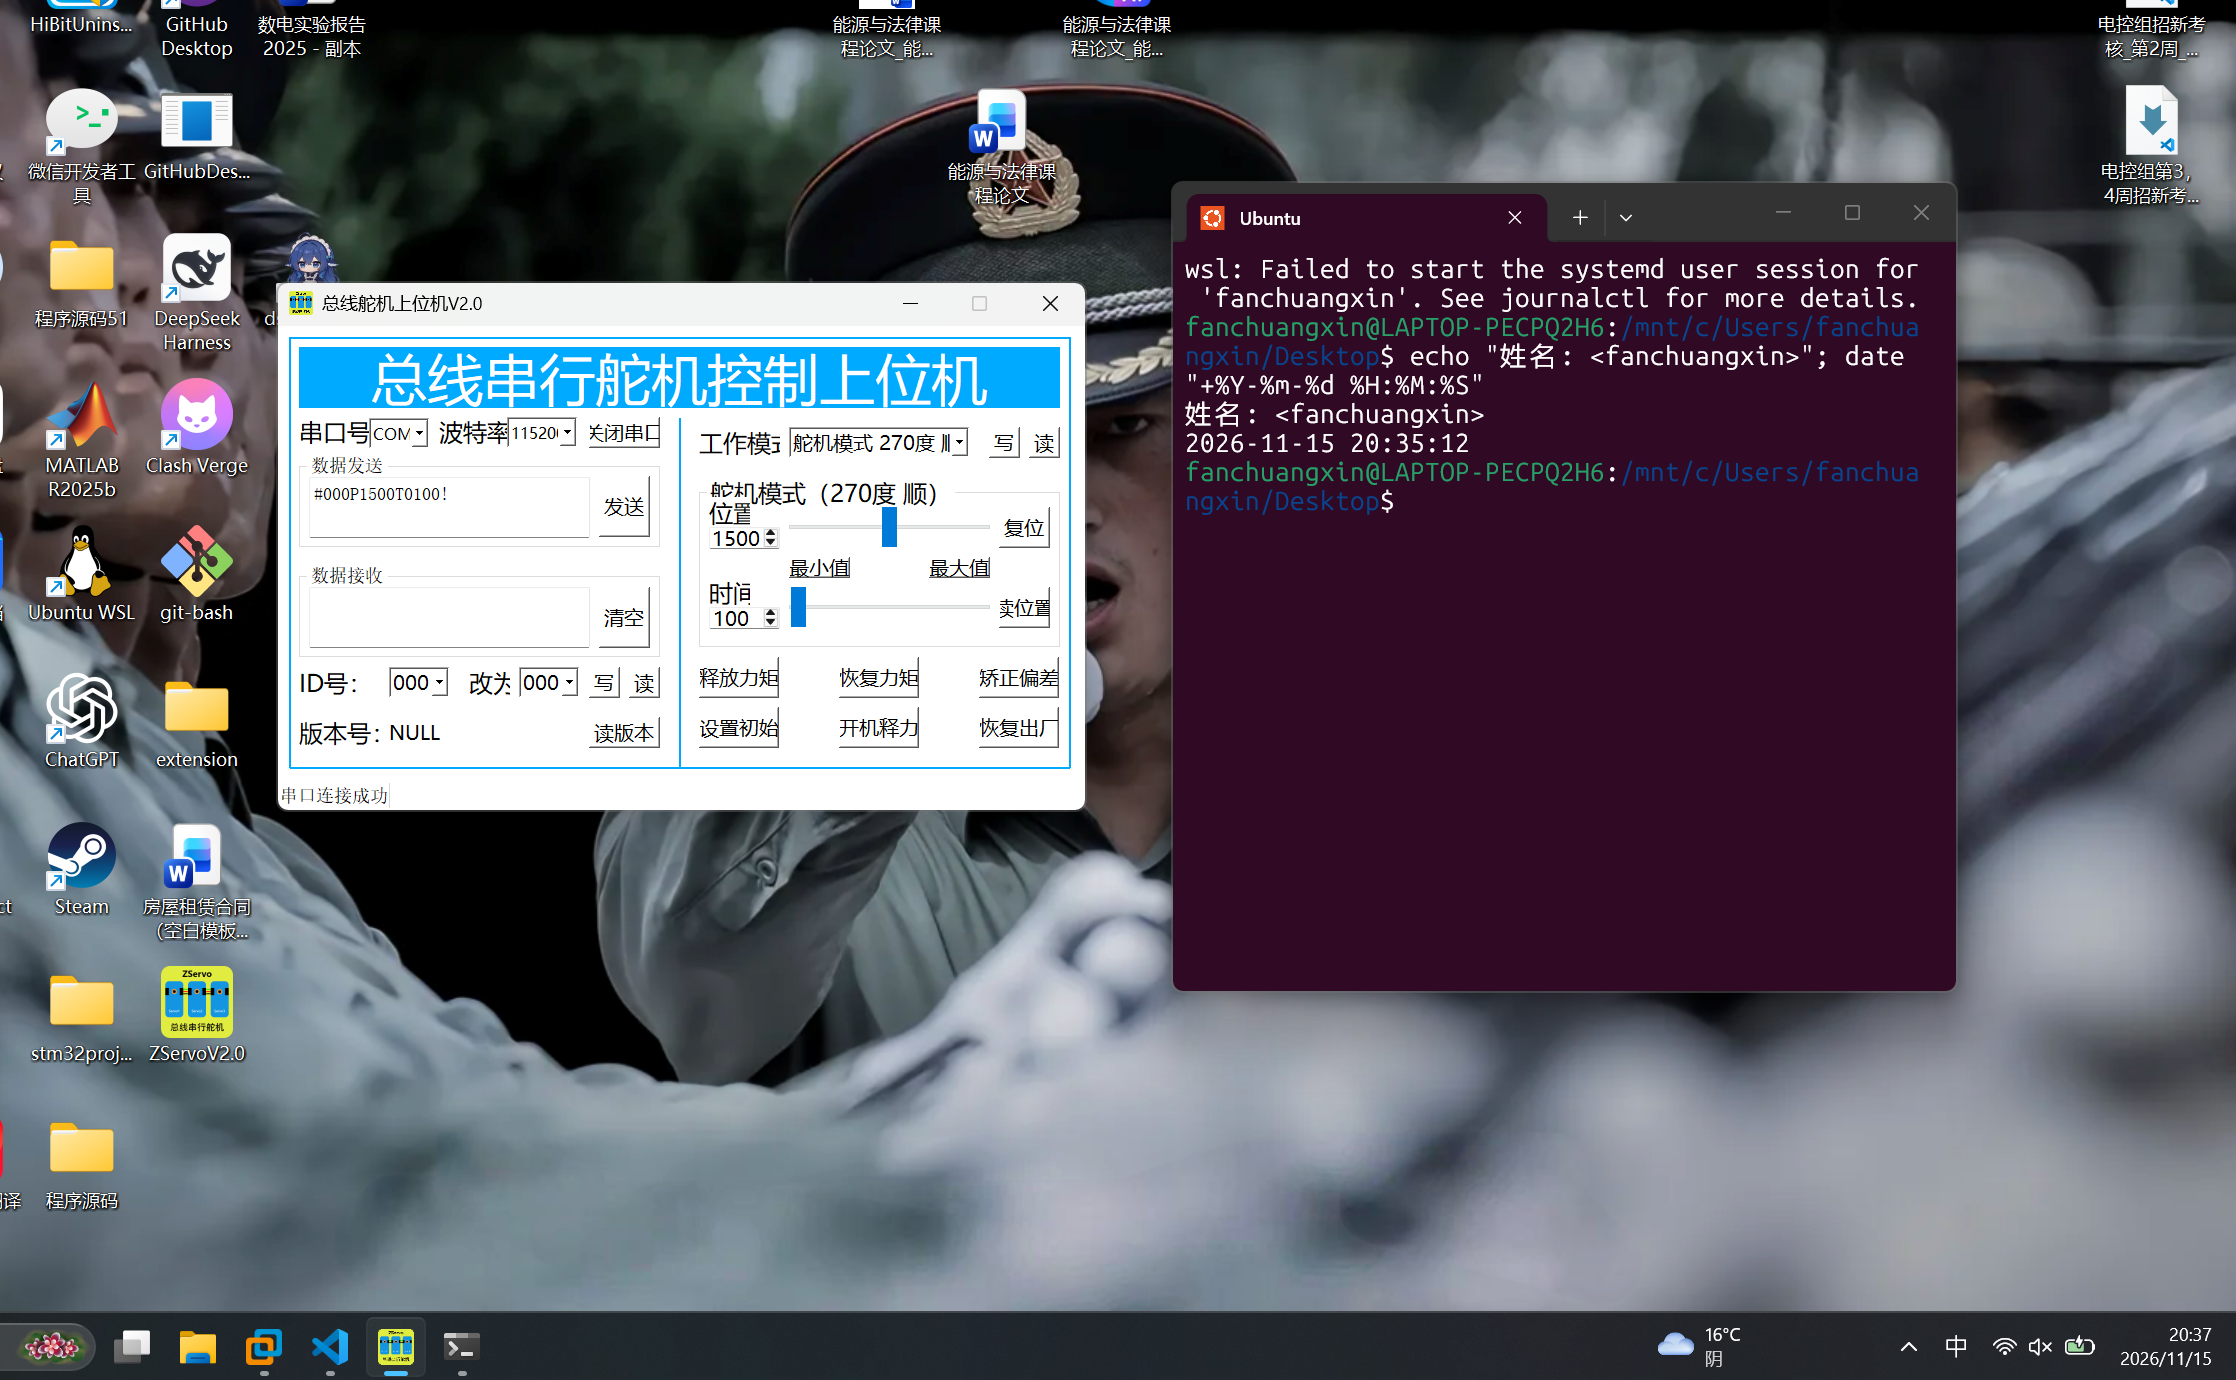 HiBitUnins...
GitHub
Desktop
数电实验报告
2025 - 副本
能源与法律课
程论文_能...
能源与法律课
程论文_能...
电控组招新考
核_第2周_...
微信开发者工
具
GitHubDes...
能源与法律课
程论文
电控组第3,
4周招新考...
程序源码51
DeepSeek
Harness
MATLAB
R2025b
Clash Verge
Ubuntu WSL
git-bash
ChatGPT
extension
Steam
房屋租赁合同
(空白模板...
stm32proj...
ZServo
总线串行舵机
ZServoV2.0
程序源码
总线舵机上位机V2.0
总线串行舵机控制上位机
串口号 COM 波特率 11520 关闭串口
数据发送
#000P1500T0100!
发送
数据接收
清空
ID号： 000 改为 000 写 读
版本号：NULL 读版本
工作模式 舵机模式 270度 写 读
舵机模式（270度 顺）
位置
1500
复位
最小值 最大值
时间
100
读位置
释放力矩 恢复力矩 矫正偏差
设置初始 开机释力 恢复出厂
串口连接成功
Ubuntu
wsl: Failed to start the systemd user session for
'fanchuangxin'. See journalctl for more details.
fanchuangxin@LAPTOP-PECPQ2H6:/mnt/c/Users/fanchua
ngxin/Desktop$ echo "姓名: <fanchuangxin>"; date
"+%Y-%m-%d %H:%M:%S"
姓名: <fanchuangxin>
2026-11-15 20:35:12
fanchuangxin@LAPTOP-PECPQ2H6:/mnt/c/Users/fanchua
ngxin/Desktop$
16°C
阴
中
20:37
2026/11/15